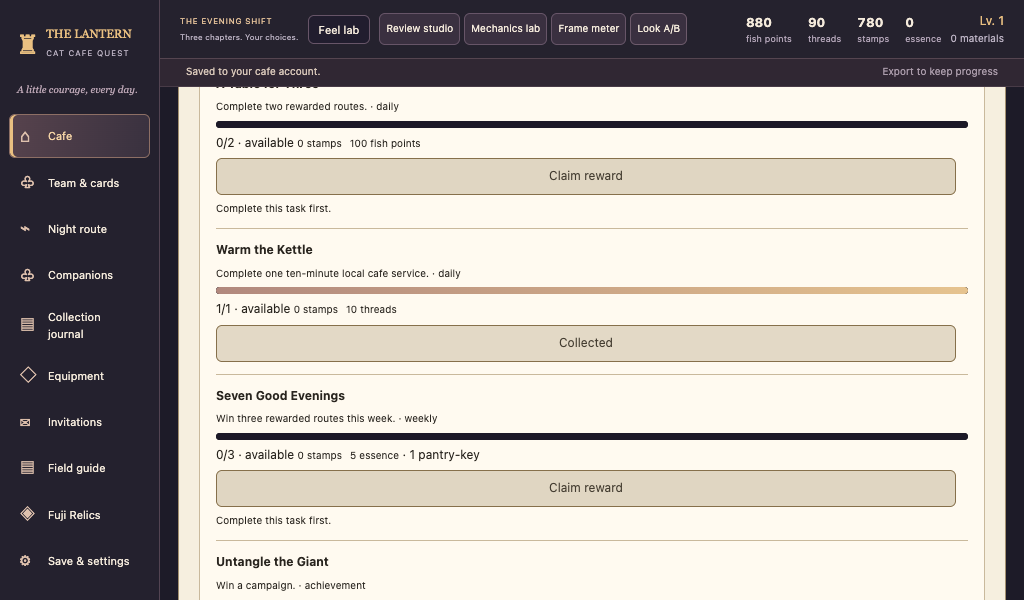 THE LANTERN
CAT CAFE QUEST
A little courage, every day.
Cafe
Team & cards
Night route
Companions
Collection
journal
Equipment
Invitations
Field guide
Fuji Relics
Save & settings
THE EVENING SHIFT
Three chapters. Your choices.
Feel lab
Review studio
Mechanics lab
Frame meter
Look A/B
880
fish points
90
threads
780
stamps
0
essence
Lv. 1
0 materials
Saved to your cafe account.
Export to keep progress
Complete two rewarded routes. · daily
0/2 · available 0 stamps 100 fish points
Claim reward
Complete this task first.
Warm the Kettle
Complete one ten-minute local cafe service. · daily
1/1 · available 0 stamps 10 threads
Collected
Seven Good Evenings
Win three rewarded routes this week. · weekly
0/3 · available 0 stamps 5 essence · 1 pantry-key
Claim reward
Complete this task first.
Untangle the Giant
Win a campaign. · achievement